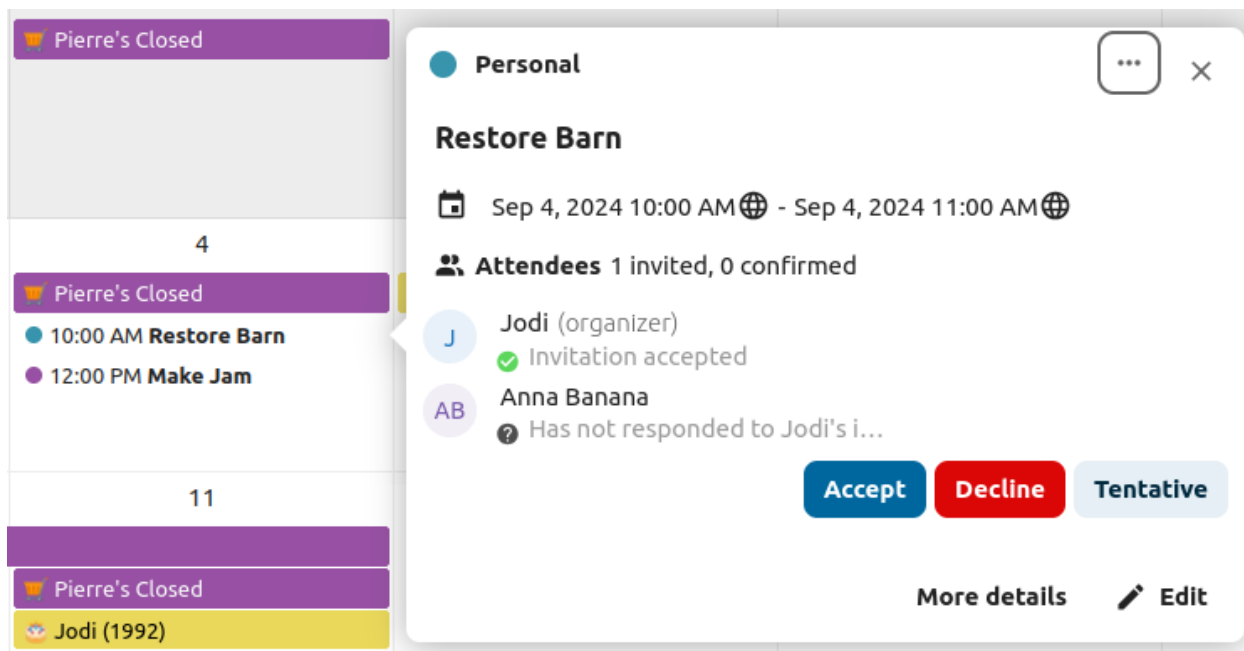 Pierre's Closed
4
Pierre's Closed
10:00 AM Restore Barn
12:00 PM Make Jam
11
Pierre's Closed
Jodi (1992)
Personal
Restore Barn
Sep 4, 2024 10:00 AM - Sep 4, 2024 11:00 AM
Attendees 1 invited, 0 confirmed
J
Jodi (organizer)
Invitation accepted
AB
Anna Banana
Has not responded to Jodi's i...
Accept
Decline
Tentative
More details
Edit